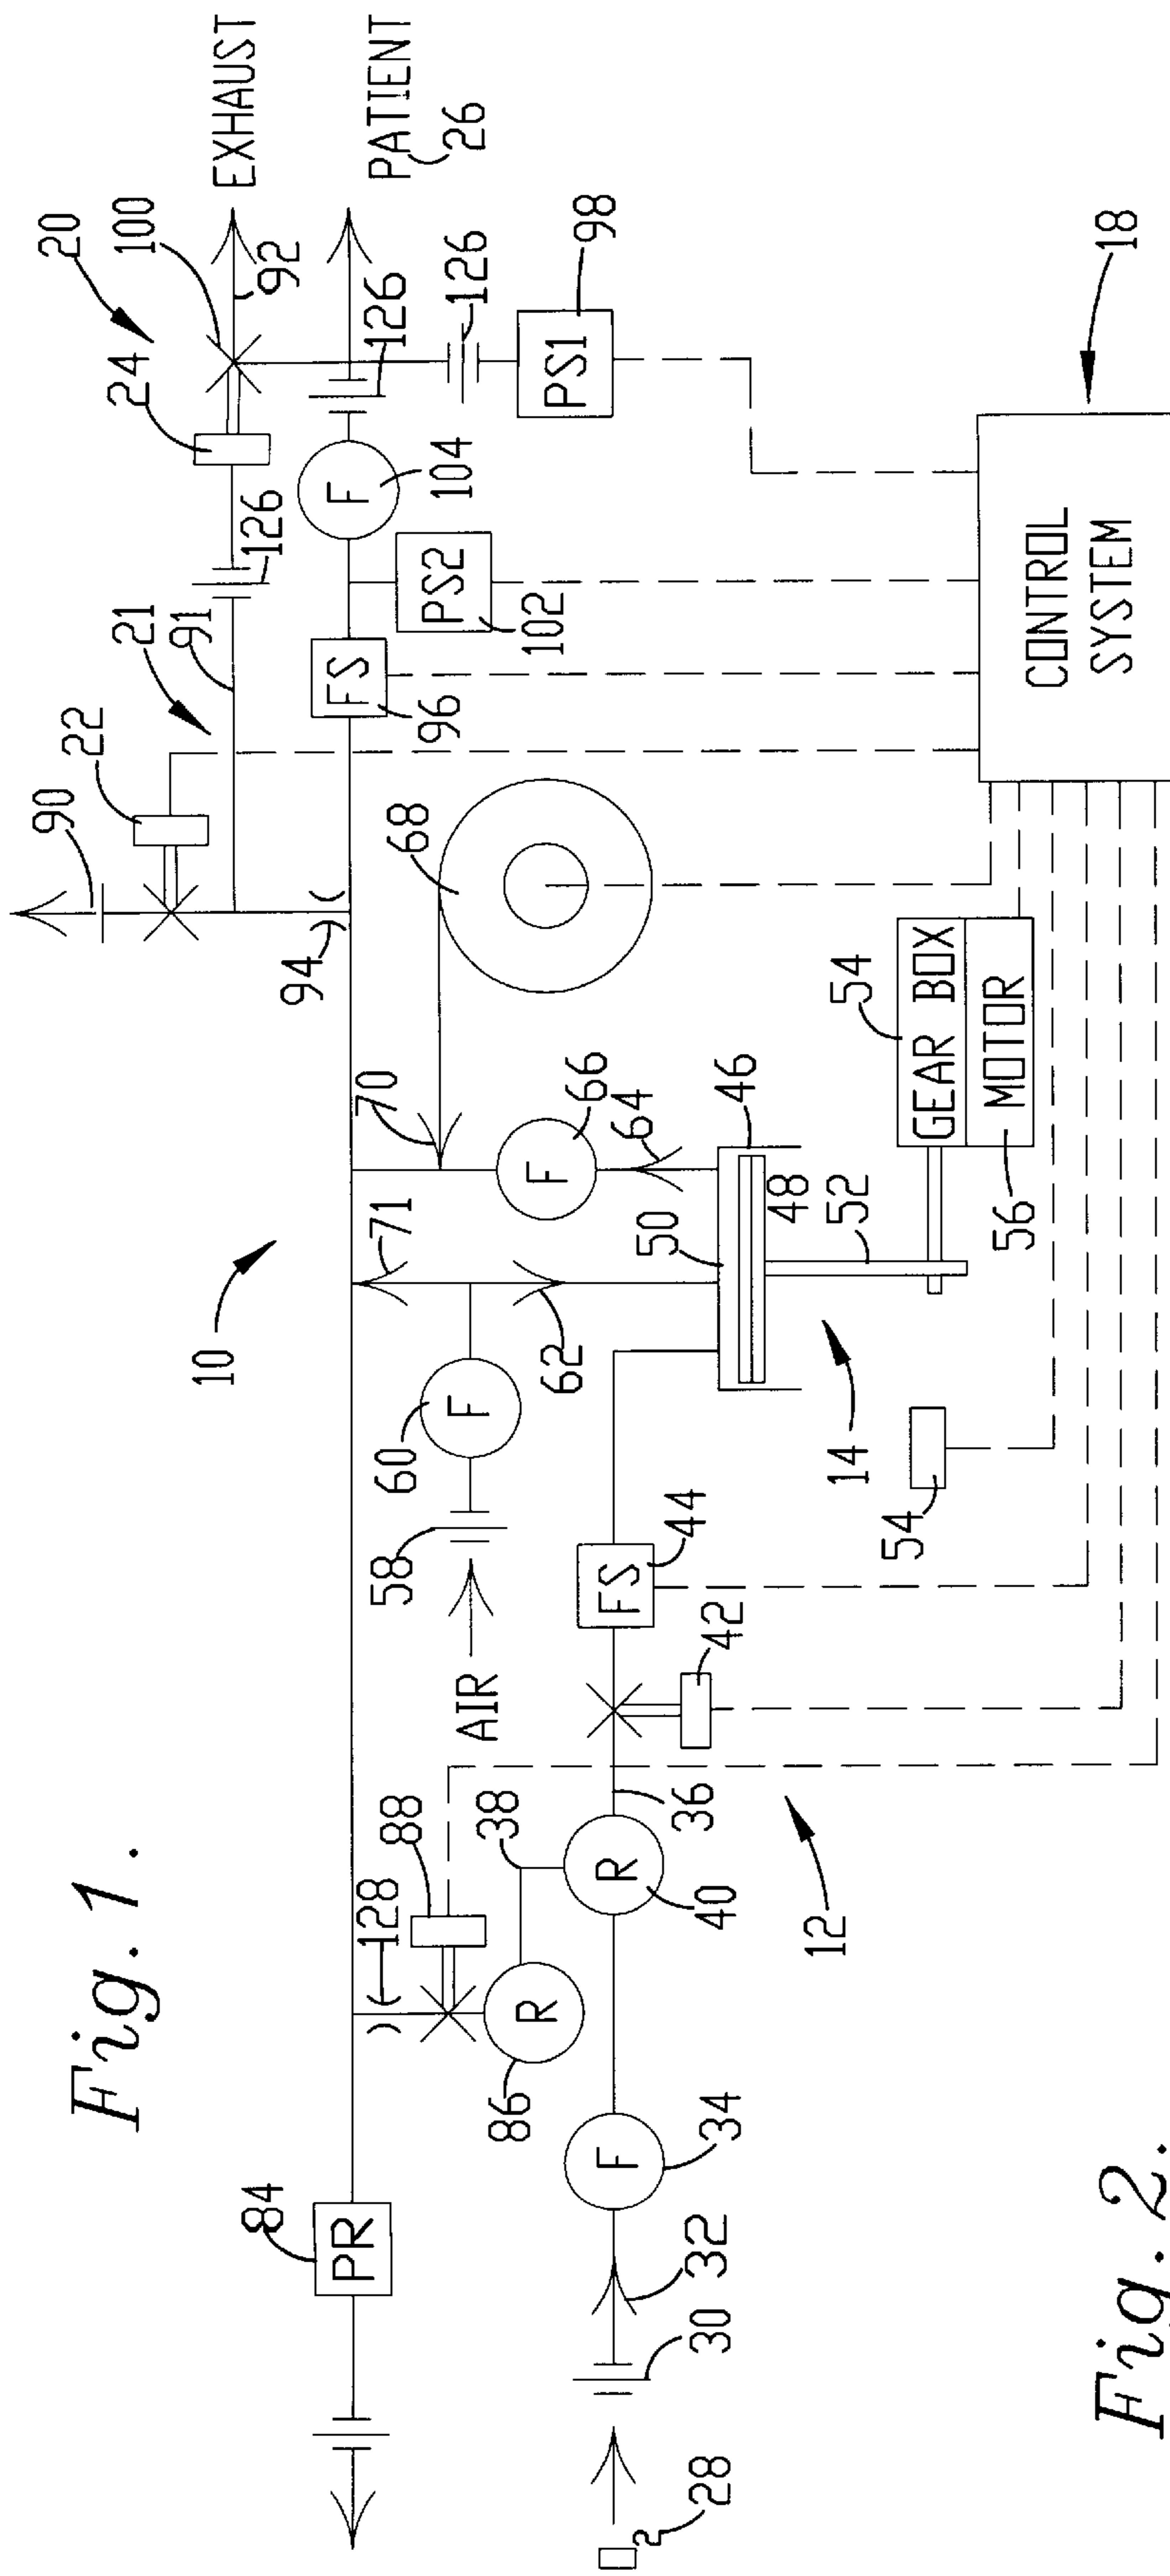 Fig. 1.
10
20
100
EXHAUST
92
PATIENT
26
24
126
126
126
98
PS1
21
91
22
90
94
F
104
PS2
102
FS
96
68
18
CONTROL
SYSTEM
70
71
66
F
64
46
50
48
52
62
60
F
58
AIR
54
GEAR BOX
MOTOR
56
14
54
44
FS
42
36
38
88
128
R
40
R
86
12
84
PR
F
34
32
30
O2
28
Fig. 2.